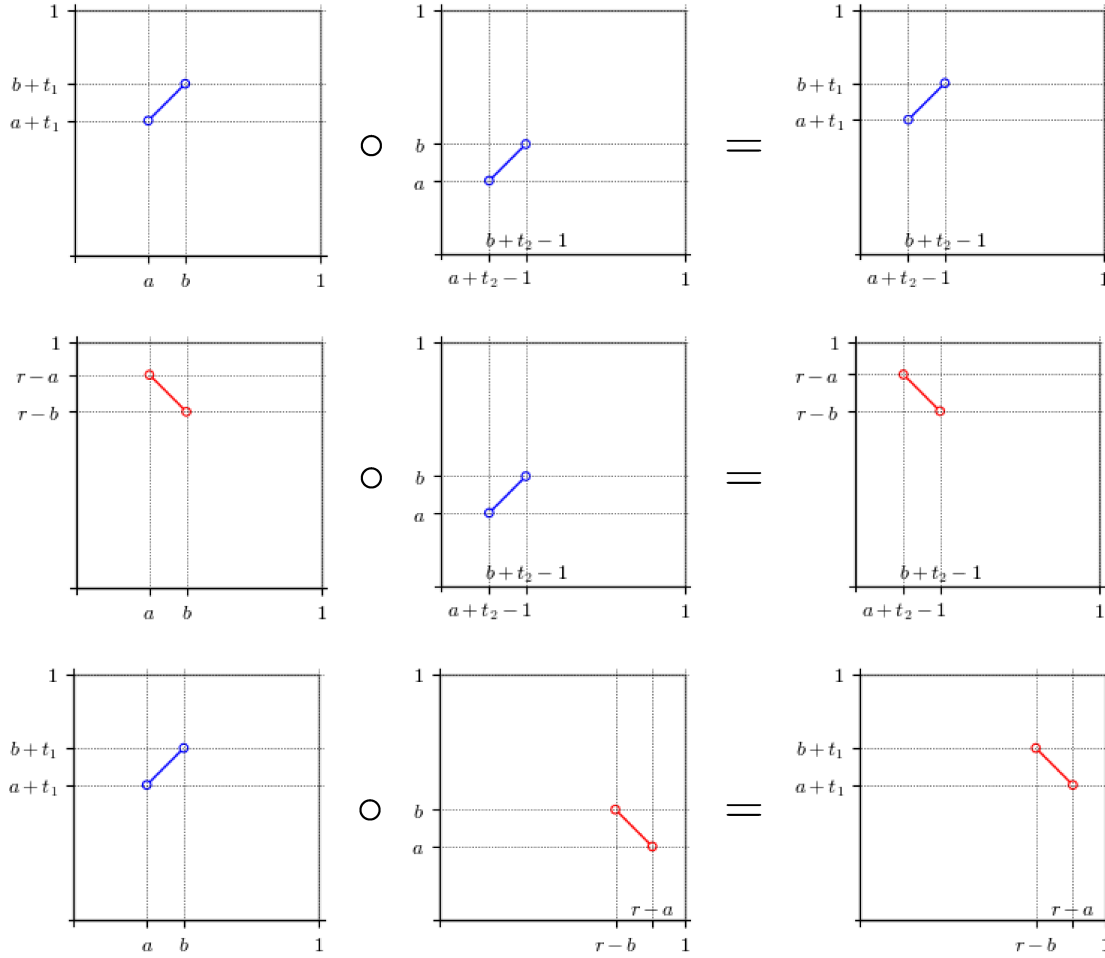 1
b + t₁
a + t₁
a b 1
○
b
a
b + t₂ − 1
a + t₂ − 1 1
=
1
b + t₁
a + t₁
b + t₂ − 1
a + t₂ − 1 1
1
r − a
r − b
a b 1
○
1
b
a
b + t₂ − 1
a + t₂ − 1 1
=
1
r − a
r − b
b + t₂ − 1
a + t₂ − 1 1
1
b + t₁
a + t₁
a b 1
○
1
b
a
r − a
r − b 1
=
1
b + t₁
a + t₁
r − a
r − b 1